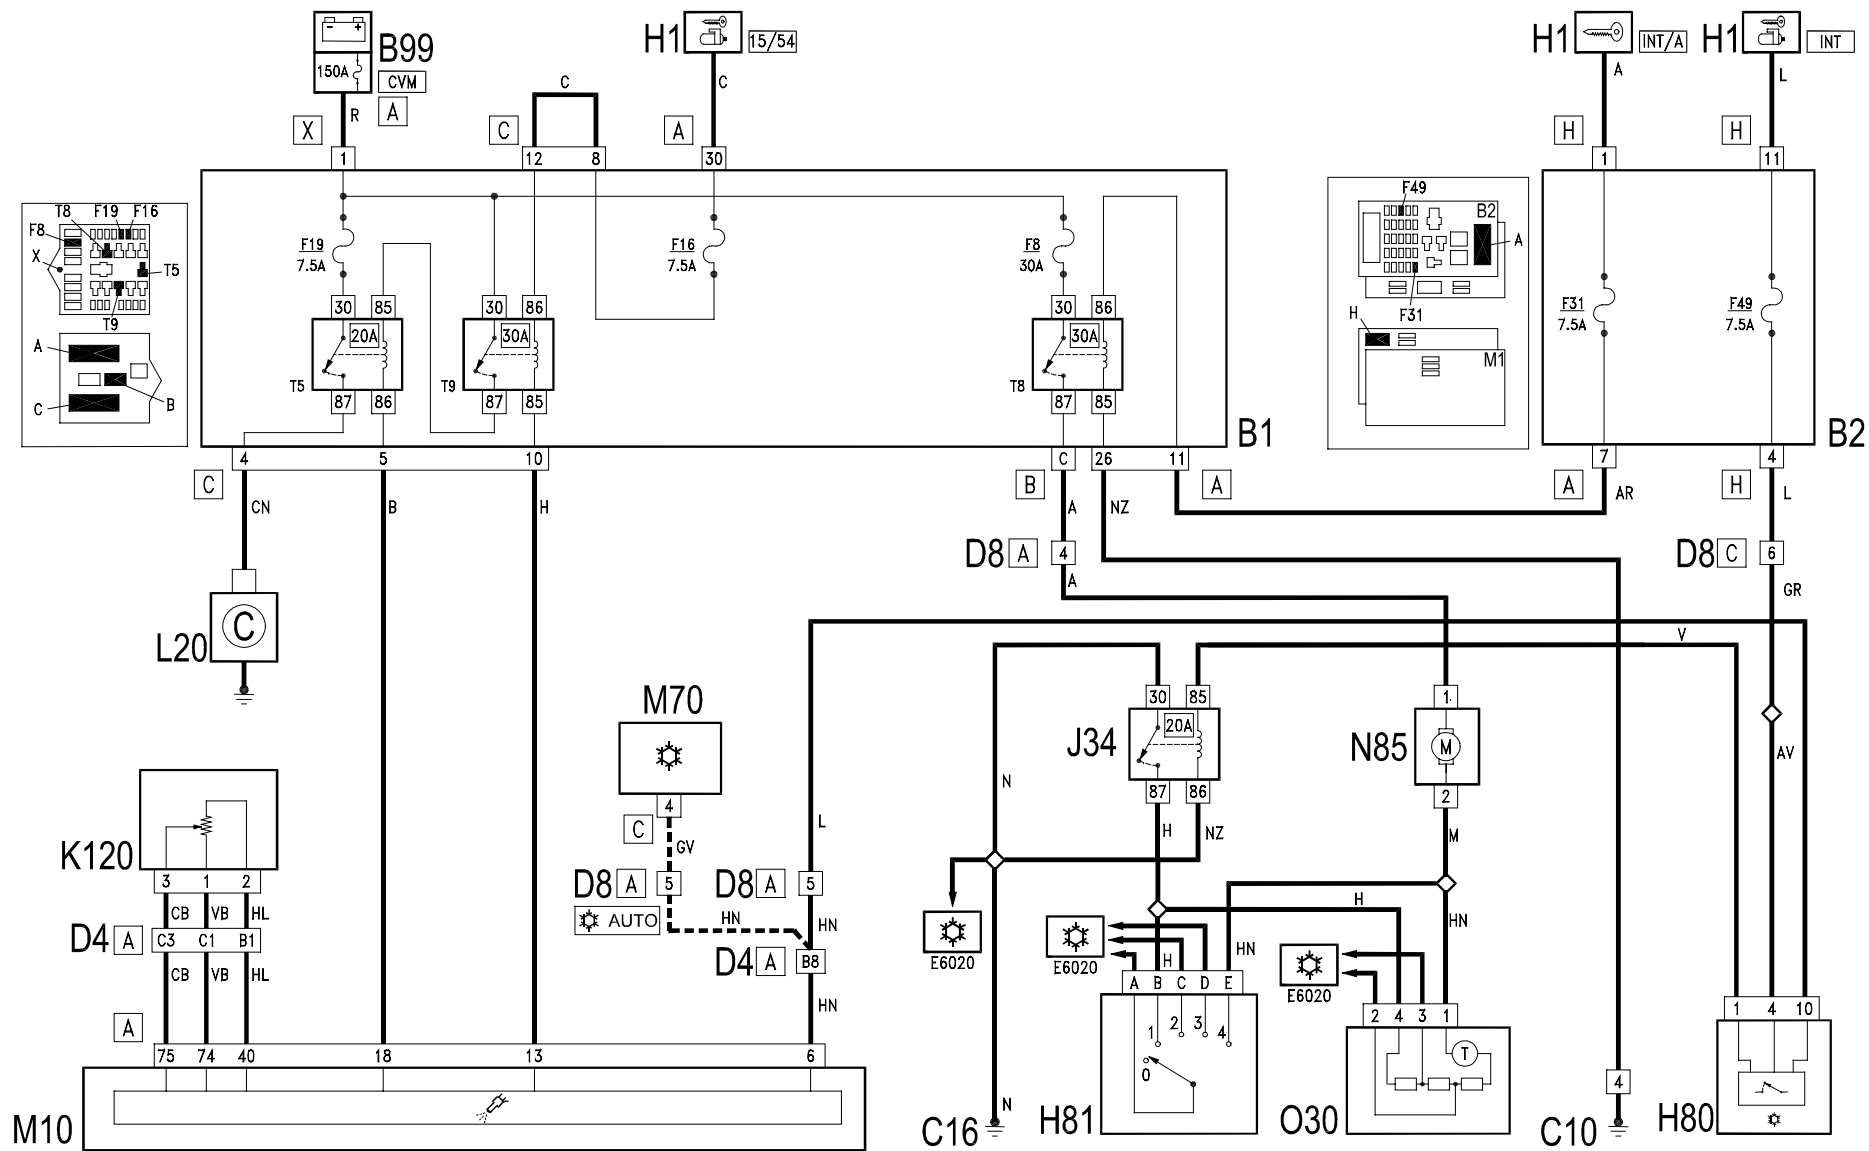 B99
150A
CVM
A
R
X
1
H1
15/54
C
C
C
12
8
A
30
H1
INT/A
A
H
1
H1
INT
L
H
11
T8
F19
F16
F8
X
T5
T9
A
C
B
F19
7.5A
F16
7.5A
F8
30A
30
85
20A
T5
87
86
30
86
30A
T9
87
85
30
86
30A
T8
87
85
B1
F49
B2
A
F31
H
M1
F31
7.5A
F49
7.5A
B2
4
5
10
C
26
11
7
4
C
CN
B
H
B
A
NZ
A
A
AR
H
L
D8
A
4
A
D8
C
6
GR
C
L20
V
M70
4
C
GV
D8
A
5
AUTO
HN
D8
A
5
L
HN
D4
A
B8
HN
J34
30
85
20A
87
86
N
H
NZ
N85
1
M
2
M
AV
K120
3
1
2
CB
VB
HL
D4
A
C3
C1
B1
CB
VB
HL
A
75
74
40
18
13
6
M10
E6020
E6020
H
HN
H
HN
E6020
A
B
C
D
E
1
2
3
4
0
H81
2
4
3
1
T
O30
C16
N
4
C10
1
4
10
H80